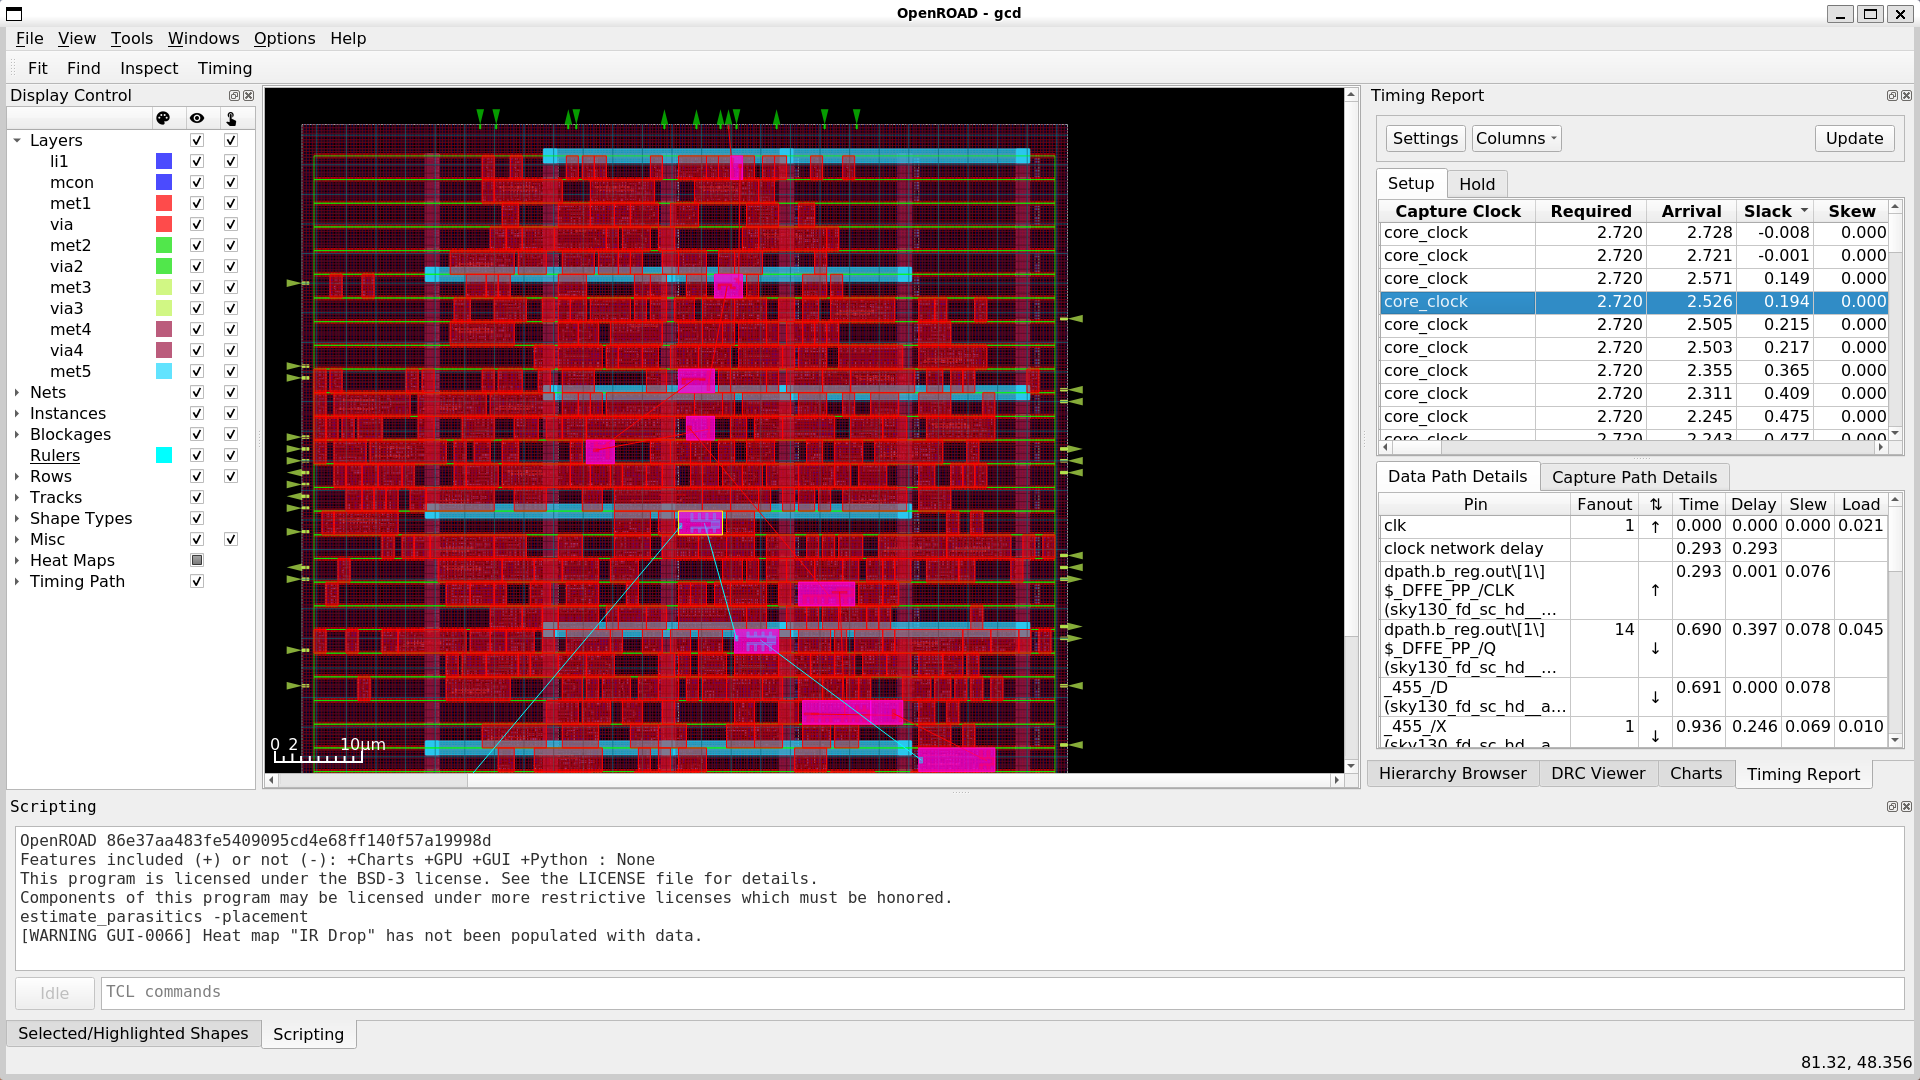 OpenROAD - gcd
File View Tools Windows Options Help
Fit Find Inspect Timing
Display Control
Layers
li1
mcon
met1
via
met2
via2
met3
via3
met4
via4
met5
Nets
Instances
Blockages
Rulers
Rows
Tracks
Shape Types
Misc
Heat Maps
Timing Path
0 2 10μm
Timing Report
Settings Columns Update
Setup Hold
Capture Clock Required Arrival Slack Skew
core_clock 2.720 2.728 -0.008 0.000
core_clock 2.720 2.721 -0.001 0.000
core_clock 2.720 2.571 0.149 0.000
core_clock 2.720 2.526 0.194 0.000
core_clock 2.720 2.505 0.215 0.000
core_clock 2.720 2.503 0.217 0.000
core_clock 2.720 2.355 0.365 0.000
core_clock 2.720 2.311 0.409 0.000
core_clock 2.720 2.245 0.475 0.000
core_clock 2.720 2.243 0.477 0.000
Data Path Details Capture Path Details
Pin Fanout ⇅ Time Delay Slew Load
clk 1 ↑ 0.000 0.000 0.000 0.021
clock network delay 0.293 0.293
dpath.b_reg.out\[1\] 0.293 0.001 0.076
$_DFFE_PP_/CLK ↑
(sky130_fd_sc_hd__...
dpath.b_reg.out\[1\] 14 0.690 0.397 0.078 0.045
$_DFFE_PP_/Q ↓
(sky130_fd_sc_hd__...
_455_/D 0.691 0.000 0.078
(sky130_fd_sc_hd__a... ↓
_455_/X 1 0.936 0.246 0.069 0.010
(sky130_fd_sc_hd__a ↓
Hierarchy Browser DRC Viewer Charts Timing Report
Scripting
OpenROAD 86e37aa483fe5409095cd4e68ff140f57a19998d
Features included (+) or not (-): +Charts +GPU +GUI +Python : None
This program is licensed under the BSD-3 license. See the LICENSE file for details.
Components of this program may be licensed under more restrictive licenses which must be honored.
estimate_parasitics -placement
[WARNING GUI-0066] Heat map "IR Drop" has not been populated with data.
Idle TCL commands
Selected/Highlighted Shapes Scripting
81.32, 48.356